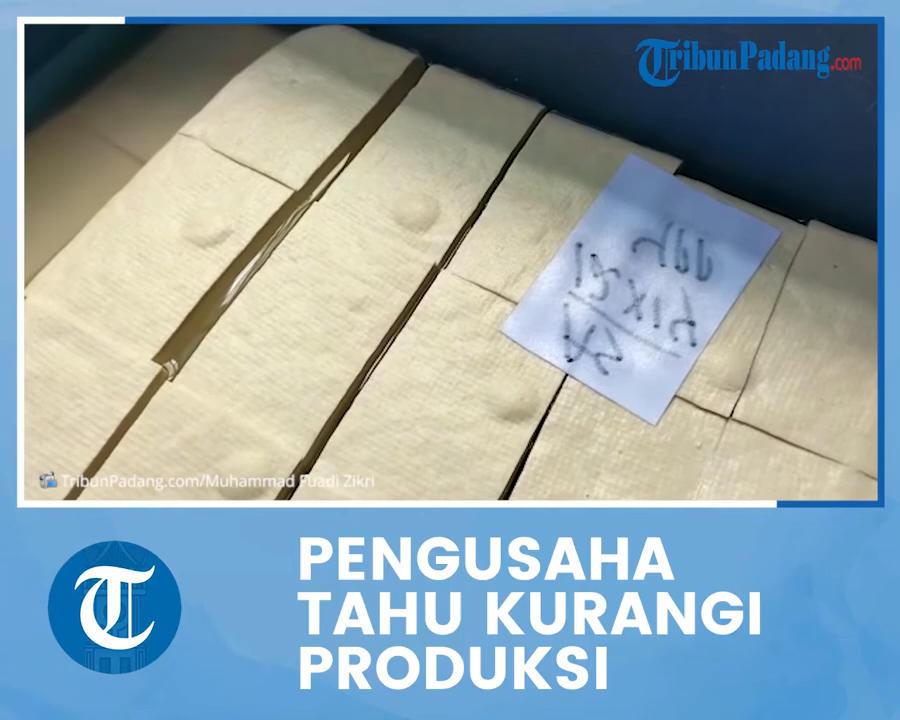 TribunPadang.com
TribunPadang.com/Muhammad Fuadi Zikri
T
PENGUSAHA
TAHU KURANGI
PRODUKSI